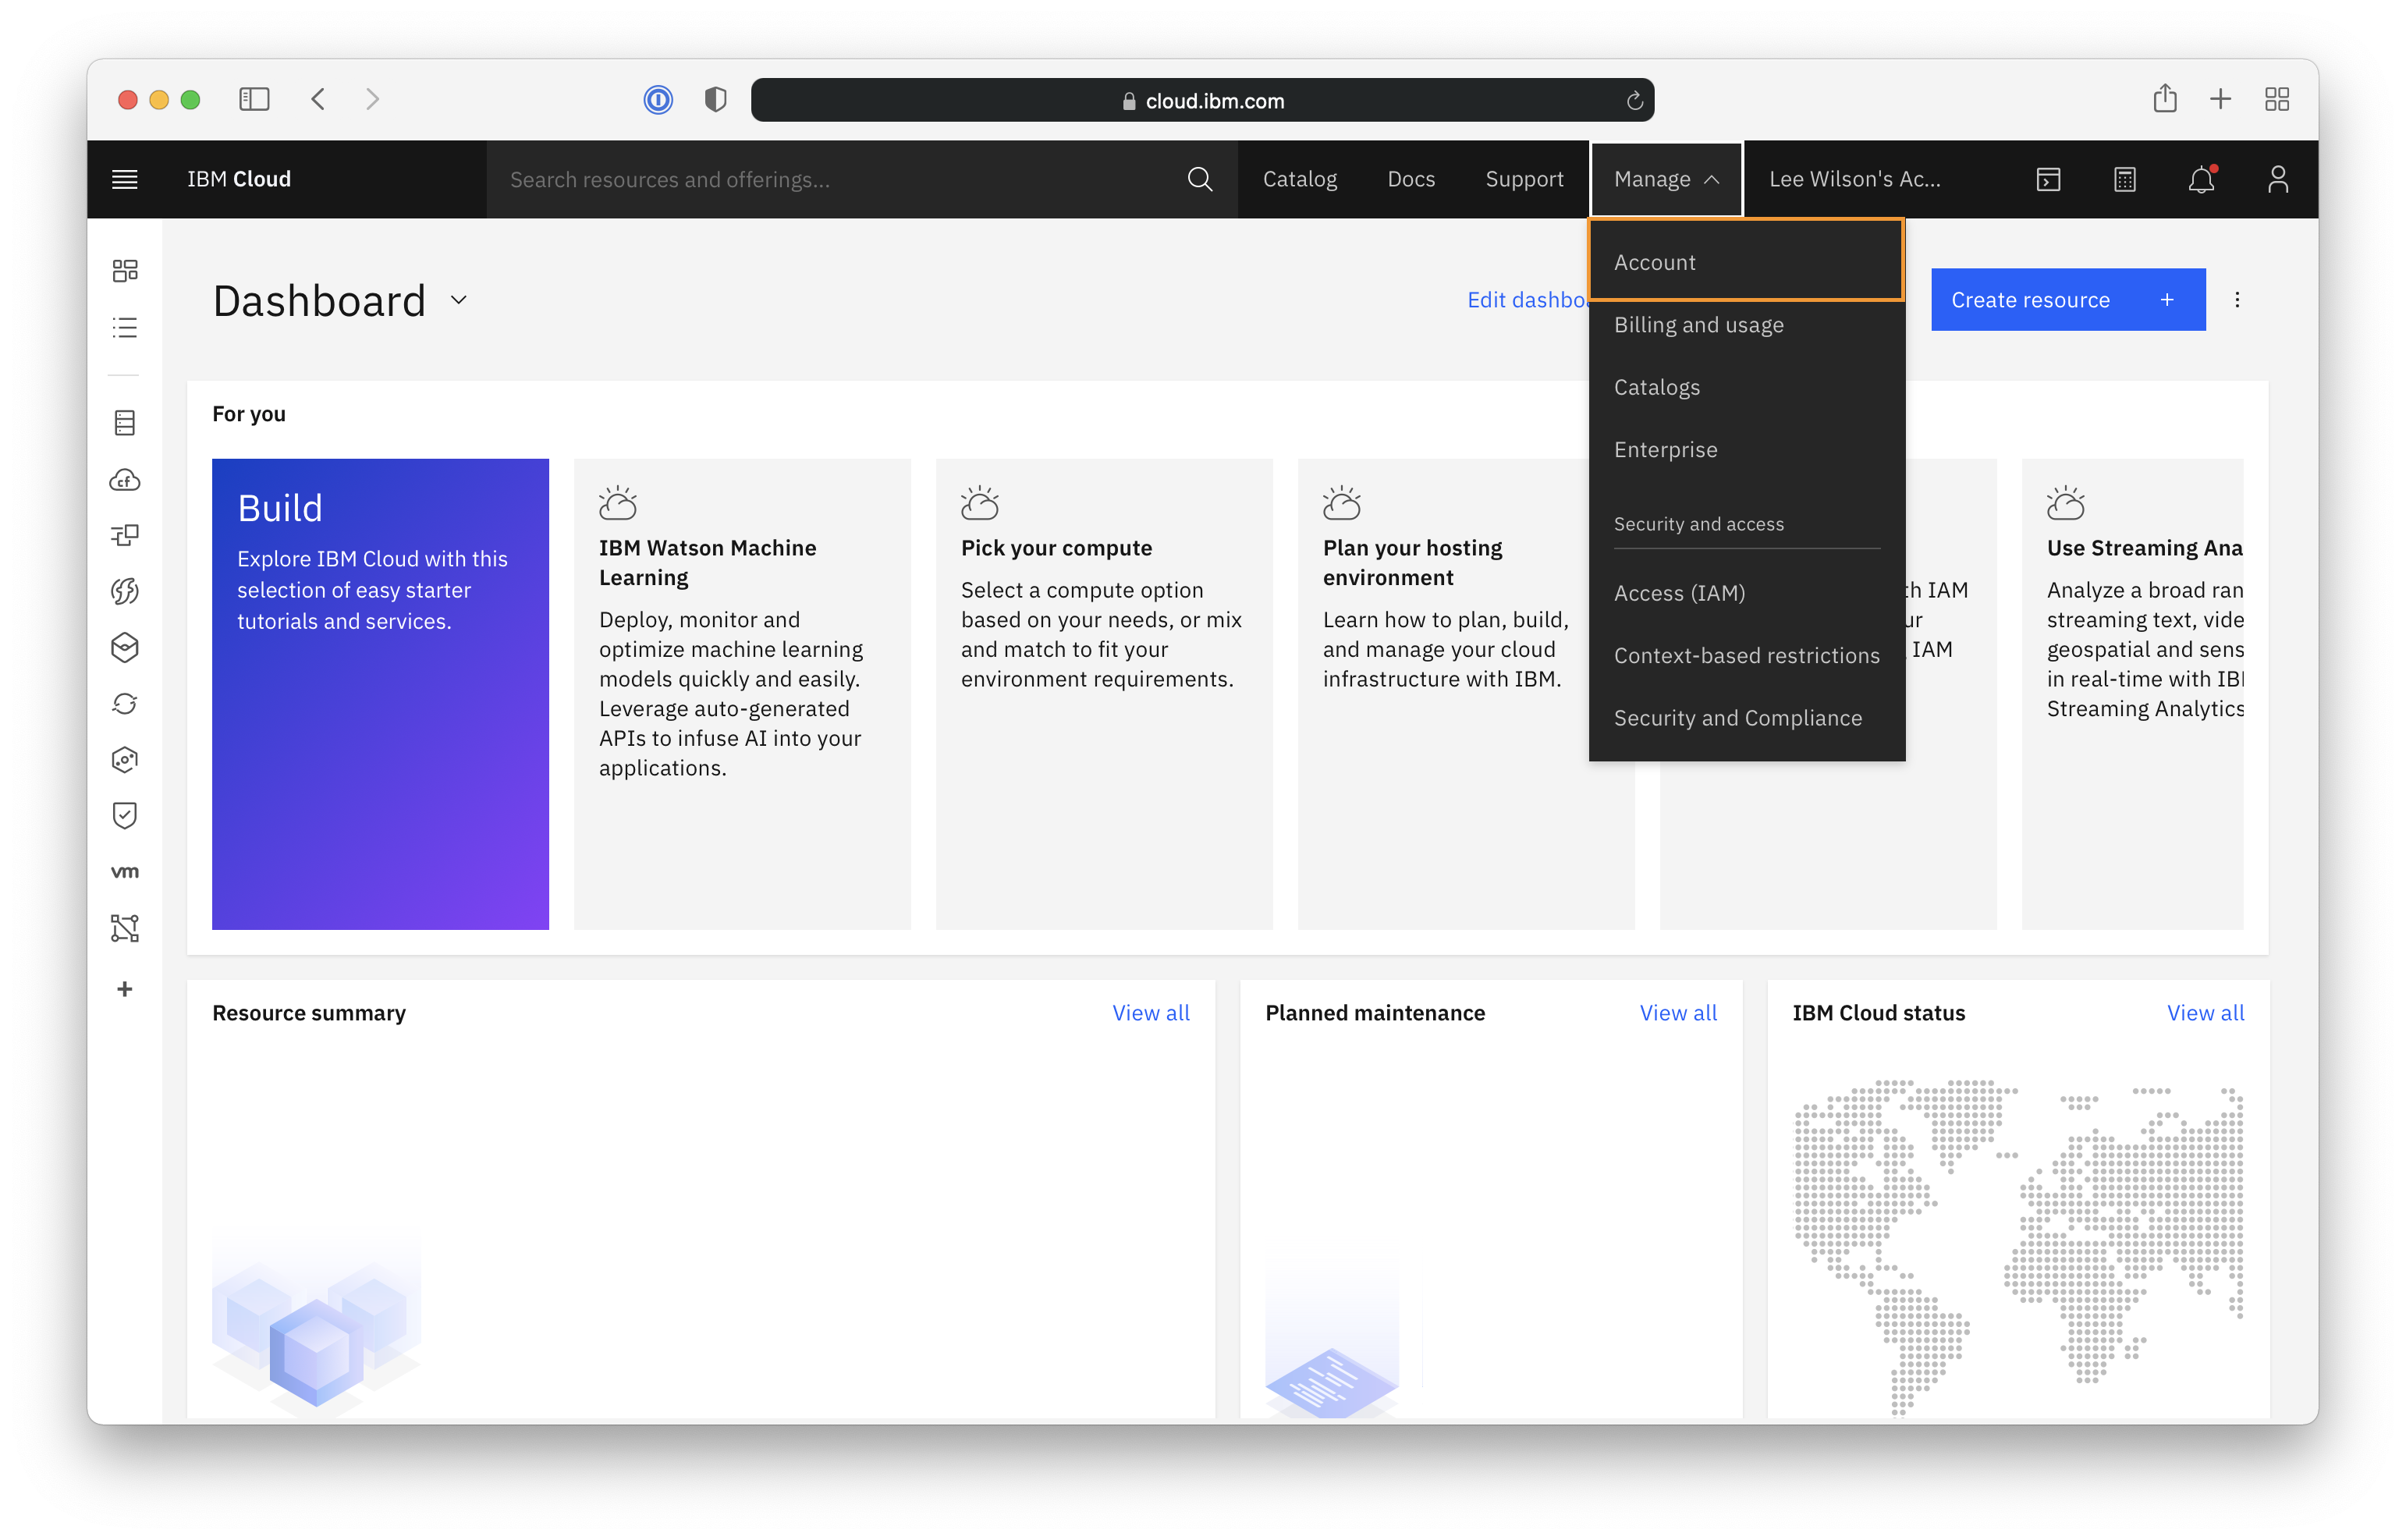 cloud.ibm.com
IBM Cloud
Search resources and offerings...
Catalog
Docs
Support
Manage
Lee Wilson's Ac...
Dashboard
Edit dashbo
Create resource +
Account
Billing and usage
Catalogs
Enterprise
Security and access
Access (IAM)
Context-based restrictions
Security and Compliance
For you
Build
Explore IBM Cloud with this
selection of easy starter
tutorials and services.
IBM Watson Machine
Learning
Deploy, monitor and
optimize machine learning
models quickly and easily.
Leverage auto-generated
APIs to infuse AI into your
applications.
Pick your compute
Select a compute option
based on your needs, or mix
and match to fit your
environment requirements.
Plan your hosting
environment
Learn how to plan, build,
and manage your cloud
infrastructure with IBM.
h IAM
ur
IAM
Use Streaming Ana
Analyze a broad ran
streaming text, vide
geospatial and sens
in real-time with IB
Streaming Analytics
cf
vm
Resource summary
View all
Planned maintenance
View all
IBM Cloud status
View all